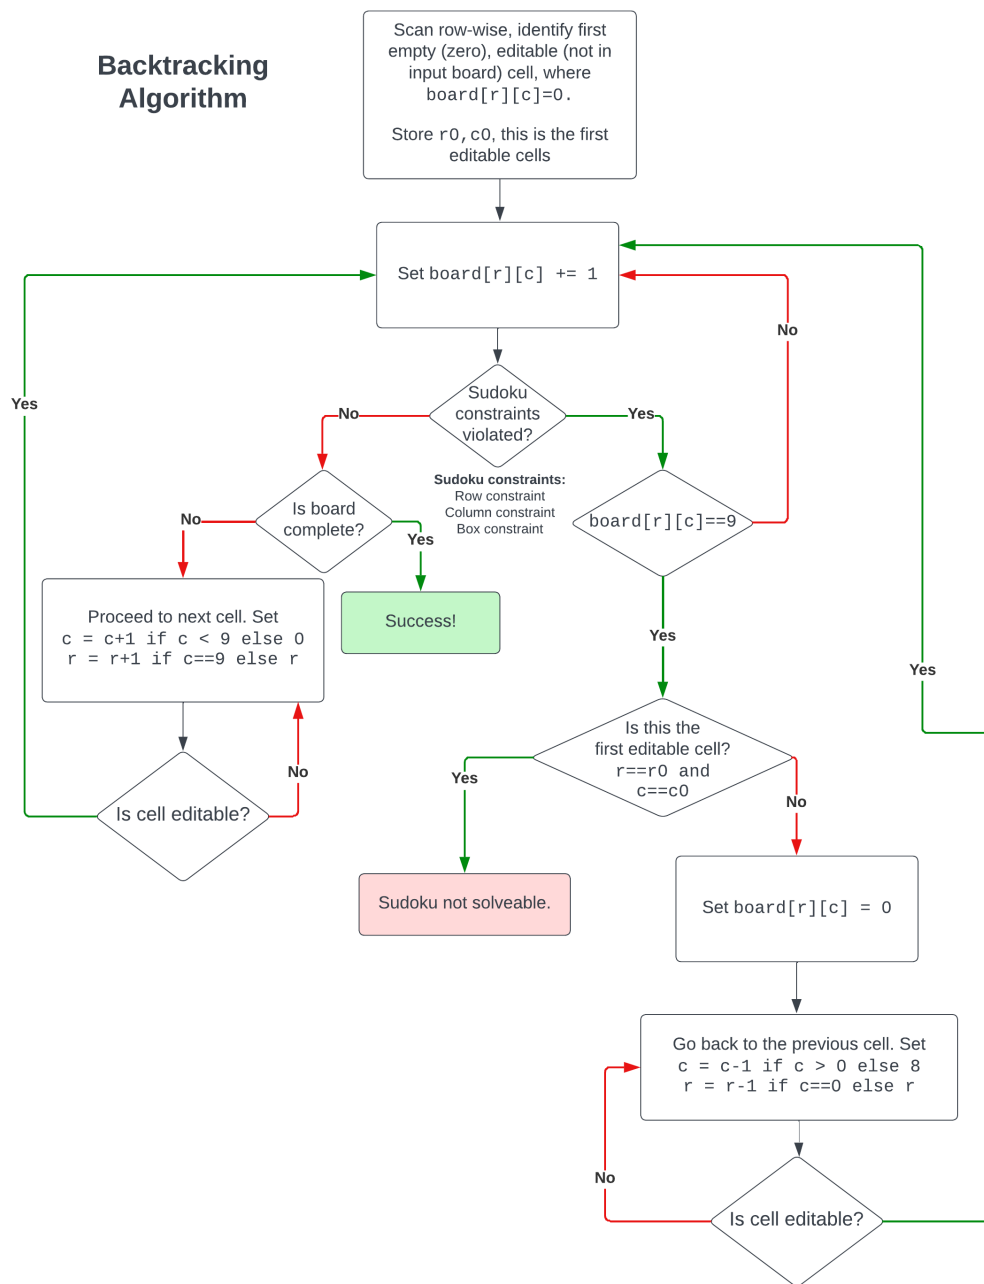 Backtracking
Algorithm
Scan row-wise, identify first
empty (zero), editable (not in
input board) cell, where
board[r][c]=0.
Store r0,c0, this is the first
editable cells
Set board[r][c] += 1
No
Yes
Sudoku
constraints
violated?
No
Yes
Sudoku constraints:
Row constraint
Column constraint
Box constraint
Is board
complete?
board[r][c]==9
No
Yes
Proceed to next cell. Set
c = c+1 if c < 9 else 0
r = r+1 if c==9 else r
Success!
Yes
Yes
Is this the
first editable cell?
r==r0 and
c==c0
No
Yes
No
Is cell editable?
Sudoku not solveable.
Set board[r][c] = 0
Go back to the previous cell. Set
c = c-1 if c > 0 else 8
r = r-1 if c==0 else r
No
Is cell editable?